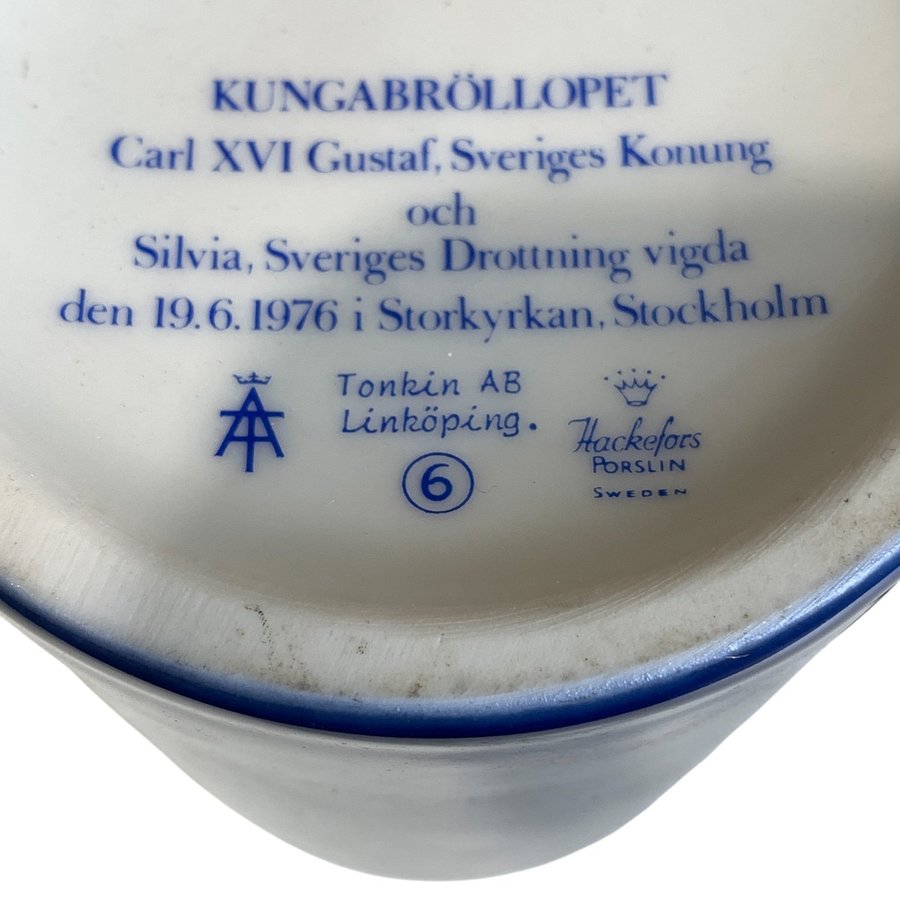 KUNGABRÖLLOPET
Carl XVI Gustaf, Sveriges Konung
och
Silvia, Sveriges Drottning vigda
den 19.6.1976 i Storkyrkan, Stockholm
Tonkin AB
Linköping.
6
Hackefors
PORSLIN
SWEDEN